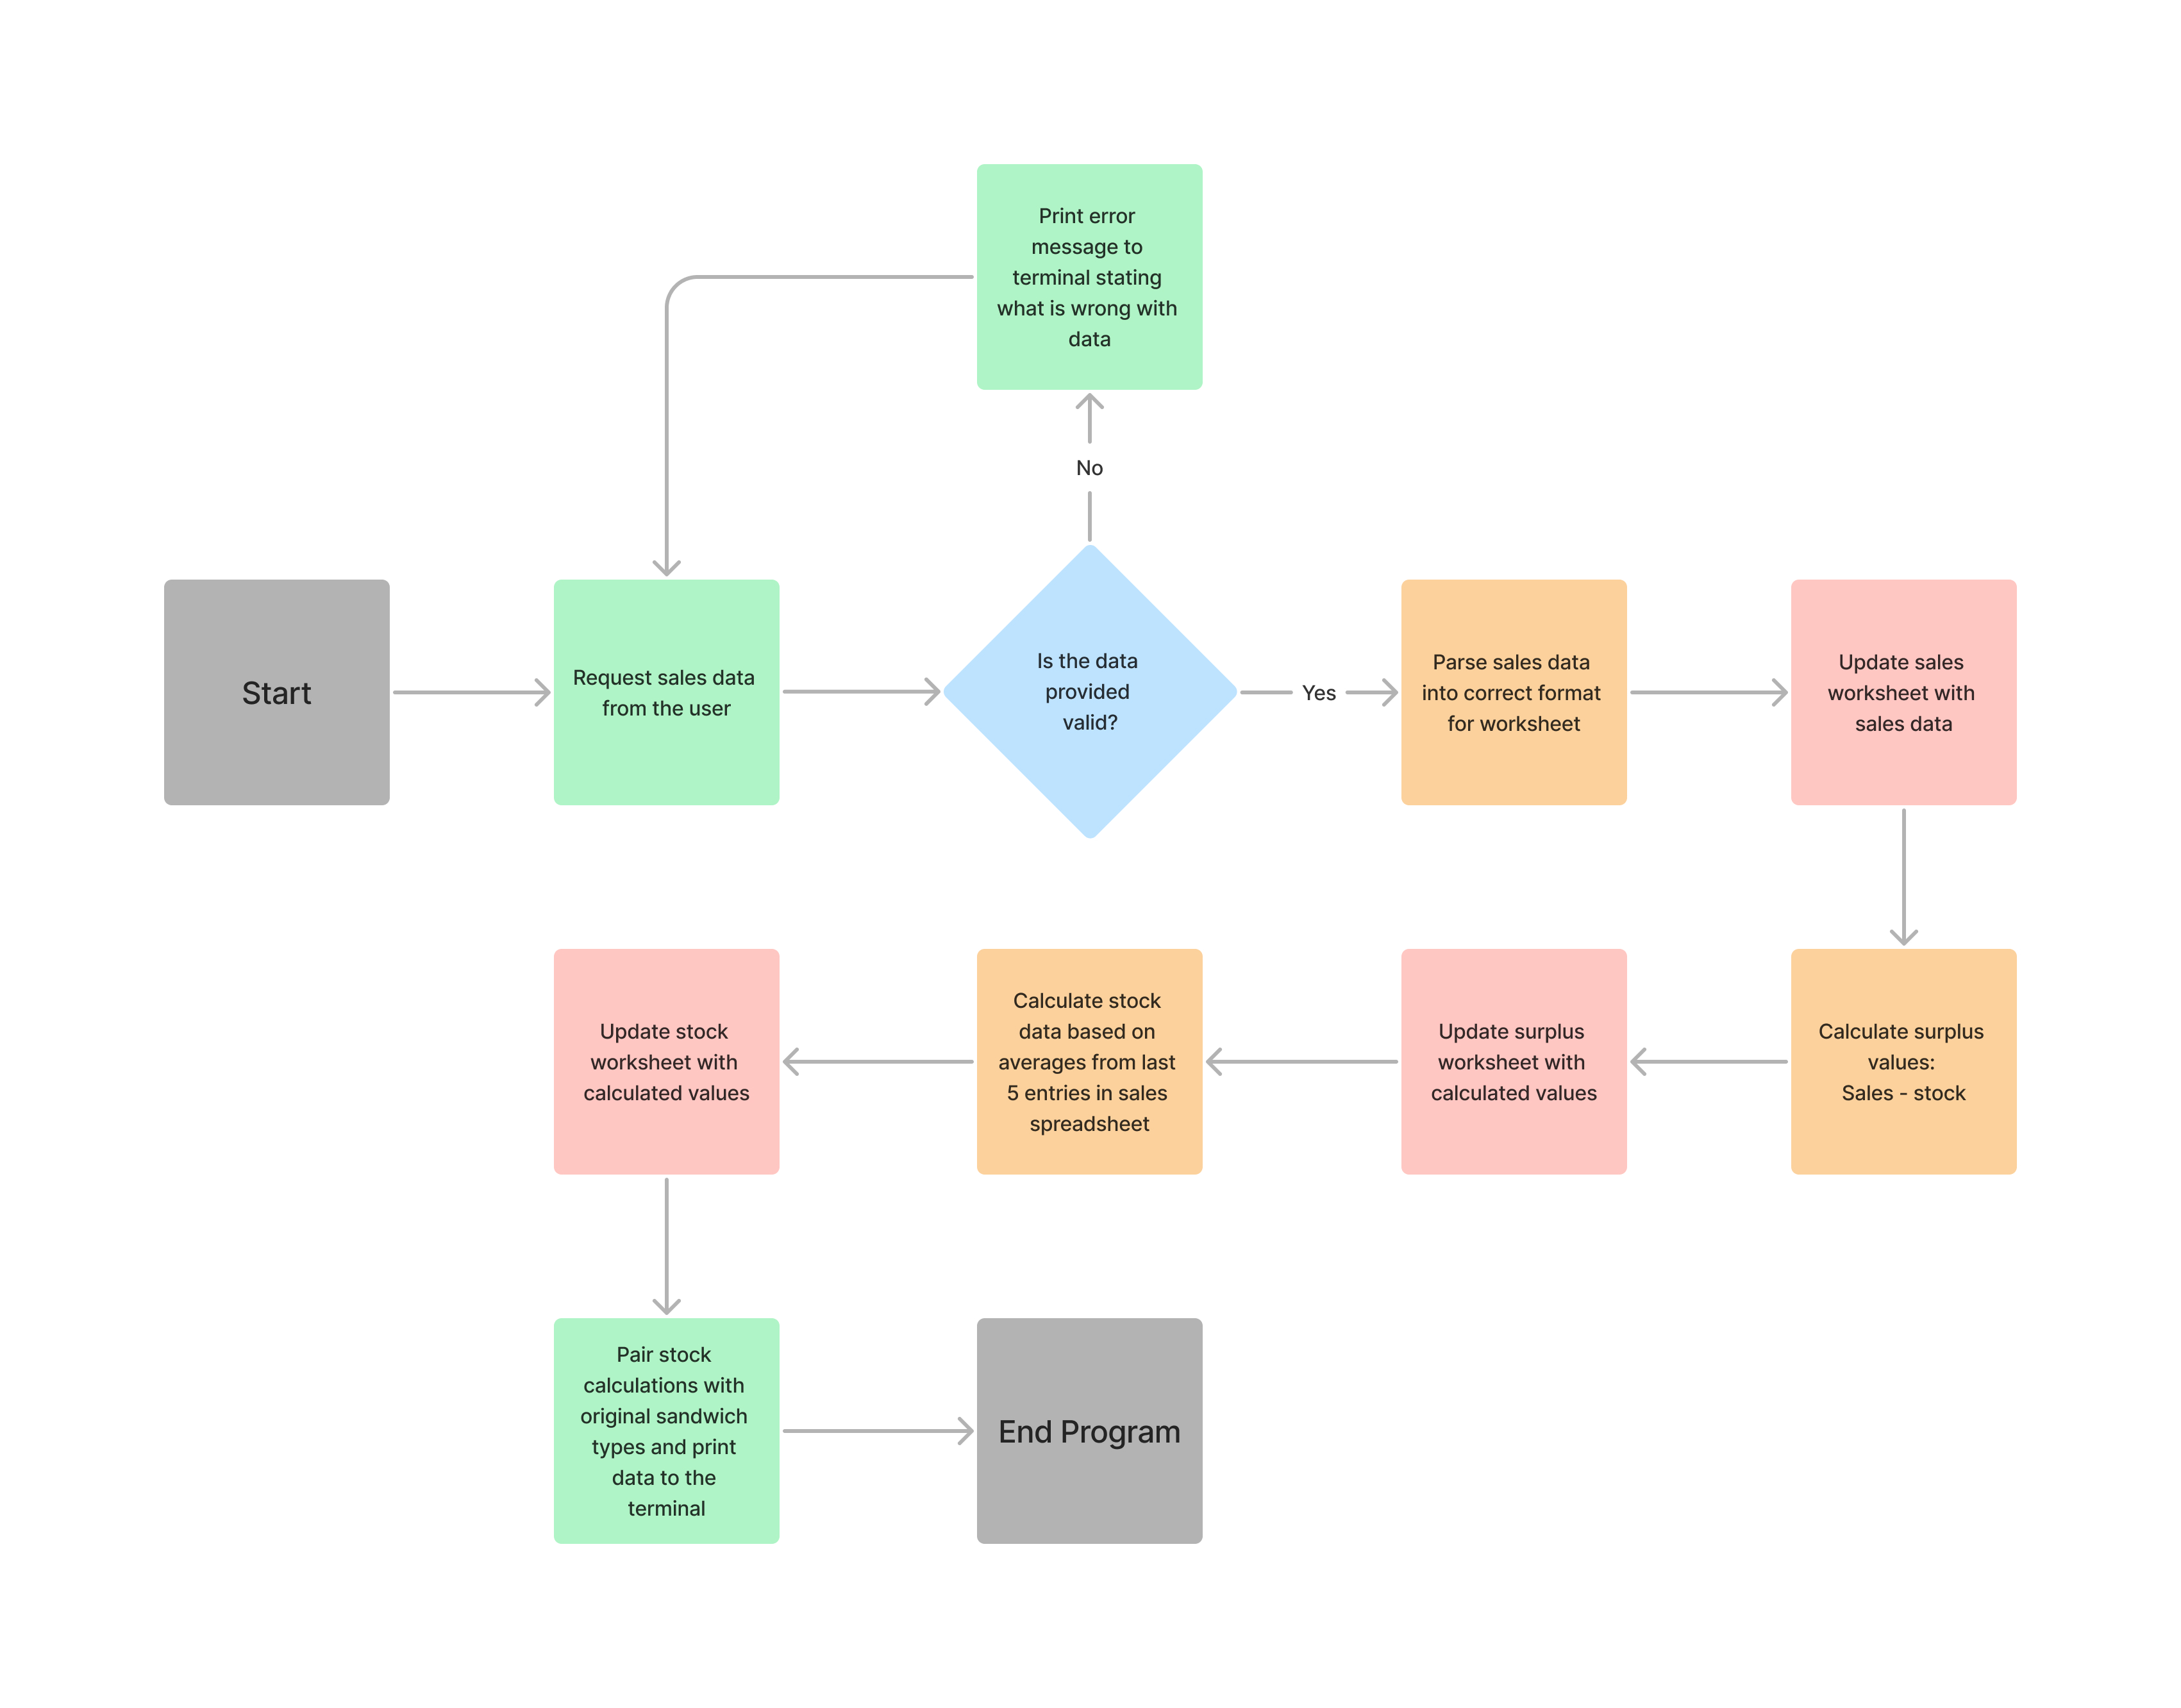 Print error
message to
terminal stating
what is wrong with
data
No
Start
Request sales data
from the user
Is the data
provided
valid?
Yes
Parse sales data
into correct format
for worksheet
Update sales
worksheet with
sales data
Calculate surplus
values:
Sales - stock
Update surplus
worksheet with
calculated values
Calculate stock
data based on
averages from last
5 entries in sales
spreadsheet
Update stock
worksheet with
calculated values
Pair stock
calculations with
original sandwich
types and print
data to the
terminal
End Program